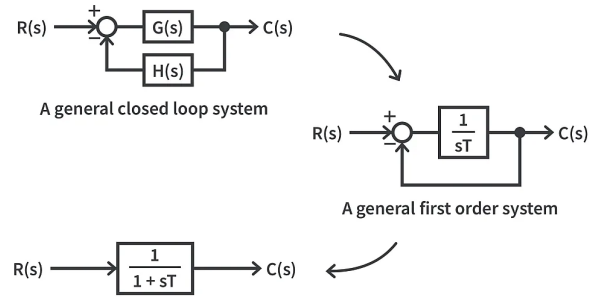 +
R(s) G(s) C(s)
−
H(s)
A general closed loop system
+
R(s) 1 C(s)
− sT
A general first order system
1
R(s) C(s)
1 + sT